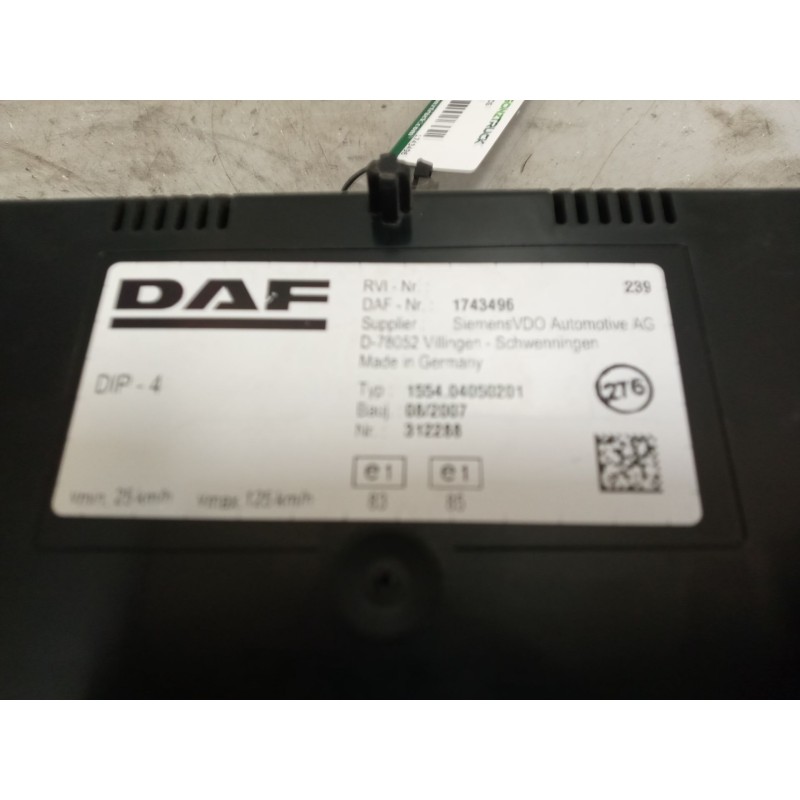 DAF
RVI - Nr : 239
DAF - Nr. : 1743496
Supplier : SiemensVDO Automotive AG
D-78052 Villingen - Schwenningen
Made in Germany
DIP - 4
Typ : 1554.04050201
Bauj : 08/2007
Nr. : 312288
276
e1 e1
83 85
vmin. 25 km/h vmax. 125 km/h